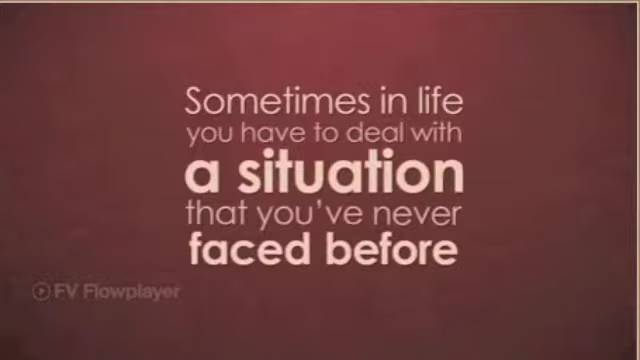 Sometimes in life
you have to deal with
a situation
that you've never
faced before
FV Flowplayer